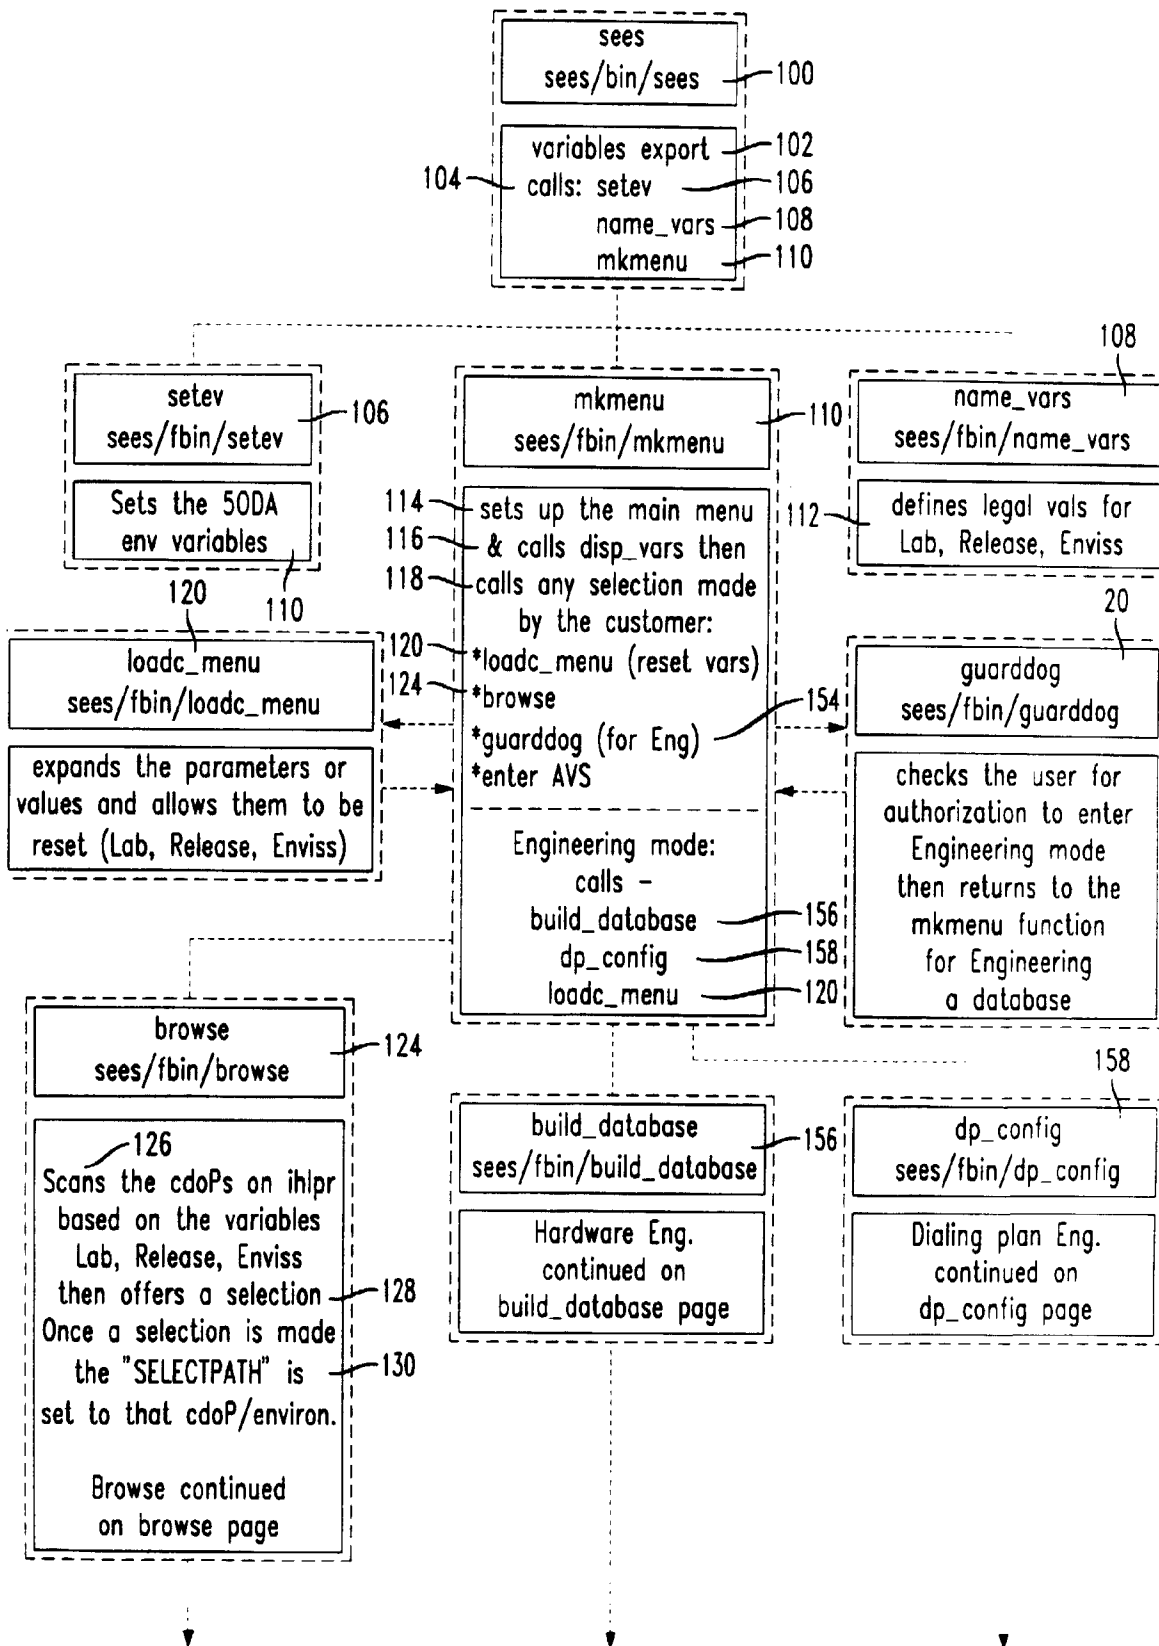 sees
sees/bin/sees
100
variables export
102
104
calls: setev
106
name_vars
108
mkmenu
110
setev
sees/fbin/setev
106
Sets the 5ODA
env variables
110
mkmenu
sees/fbin/mkmenu
110
108
name_vars
sees/fbin/name_vars
112
defines legal vals for
Lab, Release, Enviss
114
sets up the main menu
116
& calls disp_vars then
118
calls any selection made
by the customer:
120
*loadc_menu (reset vars)
124
*browse
154
*guarddog (for Eng)
*enter AVS
Engineering mode:
calls –
build_database
156
dp_config
158
loadc_menu
120
120
loadc_menu
sees/fbin/loadc_menu
expands the parameters or
values and allows them to be
reset (Lab, Release, Enviss)
20
guarddog
sees/fbin/guarddog
checks the user for
authorization to enter
Engineering mode
then returns to the
mkmenu function
for Engineering
a database
browse
sees/fbin/browse
124
126
Scans the cdoPs on ihlpr
based on the variables
Lab, Release, Enviss
then offers a selection
128
Once a selection is made
the "SELECTPATH" is
130
set to that cdoP/environ.
Browse continued
on browse page
build_database
sees/fbin/build_database
156
Hardware Eng.
continued on
build_database page
158
dp_config
sees/fbin/dp_config
Dialing plan Eng.
continued on
dp_config page